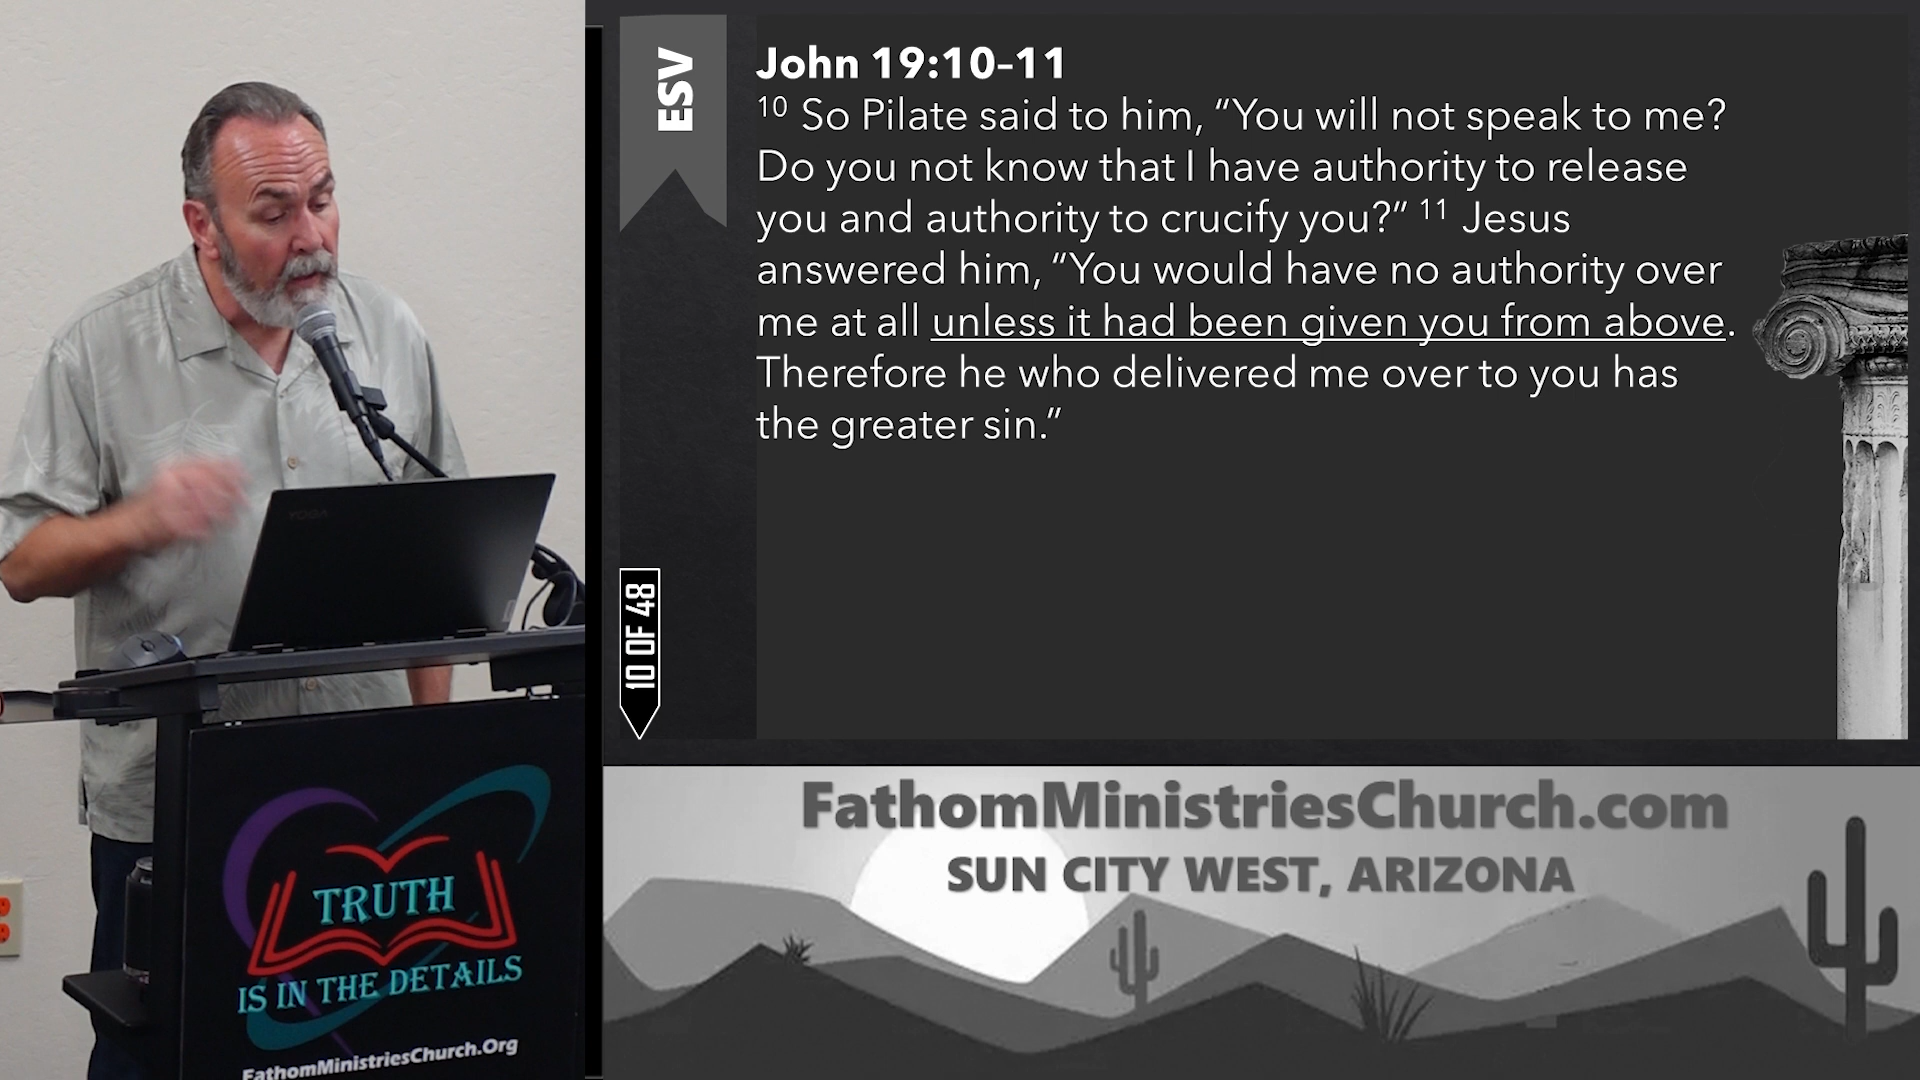 ESV
John 19:10–11
10 So Pilate said to him, “You will not speak to me?
Do you not know that I have authority to release
you and authority to crucify you?” 11 Jesus
answered him, “You would have no authority over
me at all unless it had been given you from above.
Therefore he who delivered me over to you has
the greater sin.”
10 OF 48
FathomMinistriesChurch.com
SUN CITY WEST, ARIZONA
YOGA
TRUTH
IS IN THE DETAILS
FathomMinistriesChurch.Org